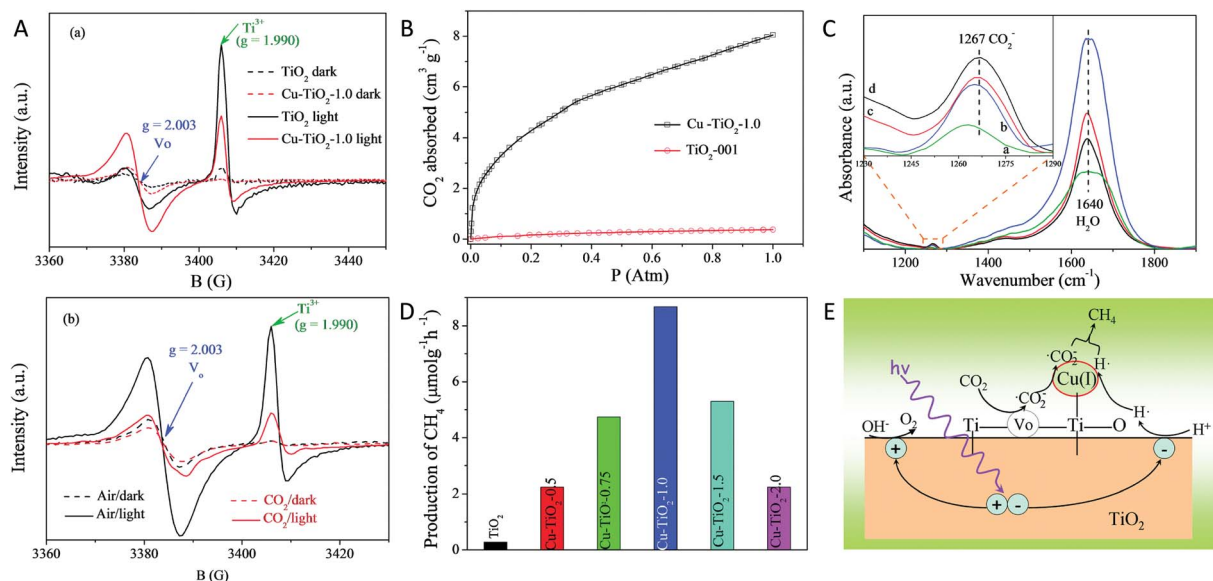 A
(a)
Ti3+
(g = 1.990)
TiO2 dark
Cu-TiO2-1.0 dark
TiO2 light
Cu-TiO2-1.0 light
g = 2.003
Vo
Intensity (a.u.)
3360 3380 3400 3420 3440
B (G)
B
CO2 absorbed (cm3 g-1)
8
6
4
2
0
Cu -TiO2-1.0
TiO2-001
0.0 0.2 0.4 0.6 0.8 1.0
P (Atm)
C
Absorbance (a.u.)
1267 CO2-
d
c
b
a
1230 1245 1260 1275 1290
1640
H2O
1200 1400 1600 1800
Wavenumber (cm-1)
(b)
Ti3+
(g = 1.990)
g = 2.003
Vo
Intensity (a.u.)
Air/dark
Air/light
CO2/dark
CO2/light
3360 3380 3400 3420
B (G)
D
Production of CH4 (μmolg-1h-1)
10
8
6
4
2
0
TiO2
Cu-TiO2-0.5
Cu-TiO-0.75
Cu-TiO2-1.0
Cu-TiO2-1.5
Cu-TiO2-2.0
E
CH4
·CO2-
H·
hν
Cu(I)
CO2
·CO2-
H·
OH-
O2
Ti
Vo
Ti
O
H+
+
-
+
-
TiO2